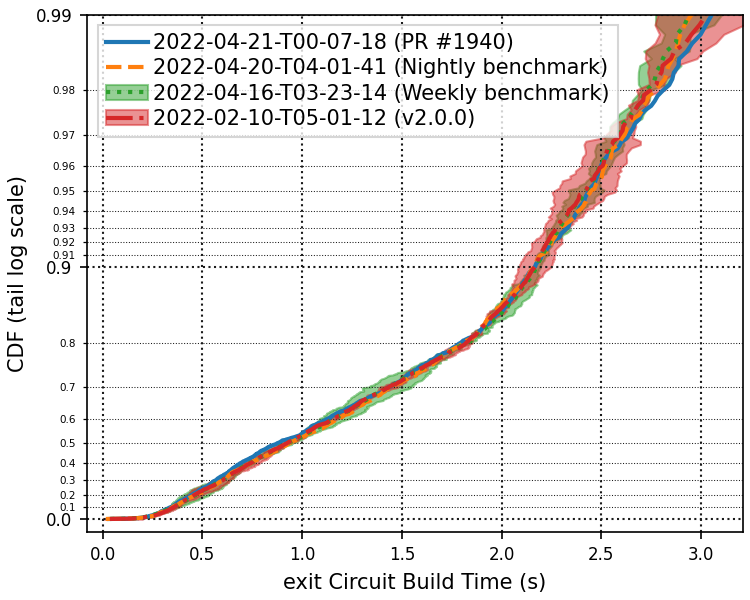 0.99
2022-04-21-T00-07-18 (PR #1940)
2022-04-20-T04-01-41 (Nightly benchmark)
2022-04-16-T03-23-14 (Weekly benchmark)
2022-02-10-T05-01-12 (v2.0.0)
0.98
0.97
0.96
0.95
0.94
0.93
0.92
0.91
0.9
0.8
0.7
0.6
0.5
0.4
0.3
0.2
0.1
0.0
CDF (tail log scale)
0.0 0.5 1.0 1.5 2.0 2.5 3.0
exit Circuit Build Time (s)